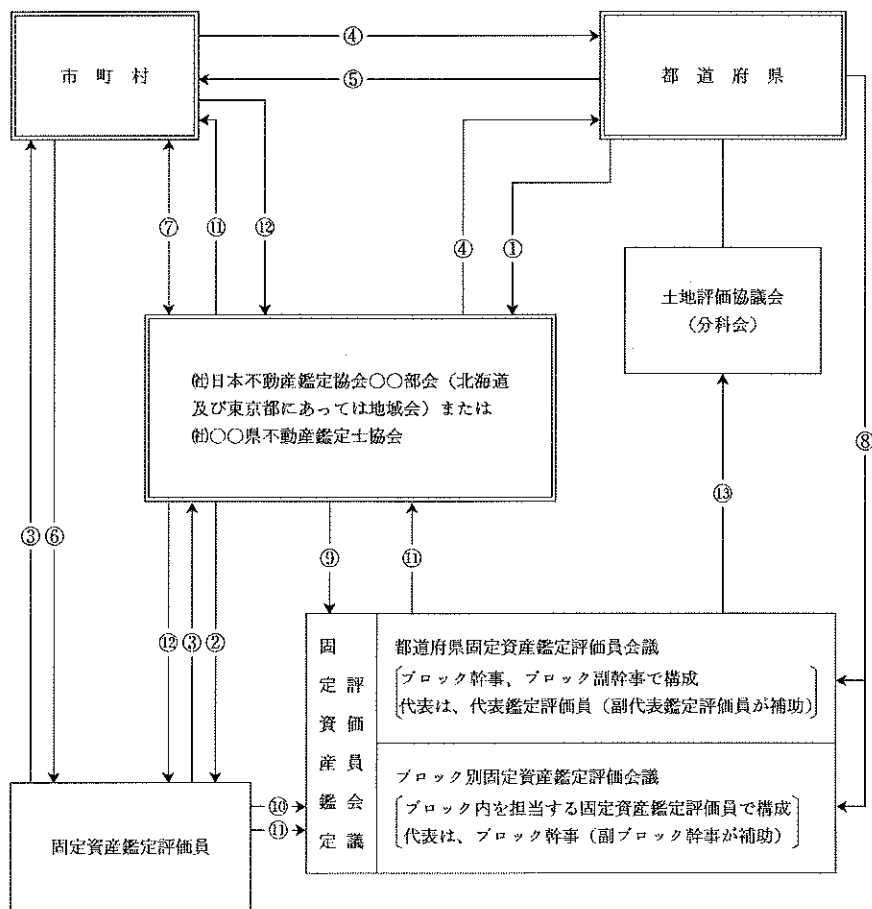 市町村
④
都道府県
⑤
⑦
⑪
⑫
④
①
土地評価協議会
（分科会）
㈳日本不動産鑑定協会○○部会（北海道
及び東京都にあっては地域会）または
㈳○○県不動産鑑定士協会
⑧
③
⑥
⑨
⑪
⑬
⑫
③
②
固定資産鑑定
評価員会議
都道府県固定資産鑑定評価員会議
ブロック幹事、ブロック副幹事で構成
代表は、代表鑑定評価員（副代表鑑定評価員が補助）
ブロック別固定資産鑑定評価会議
ブロック内を担当する固定資産鑑定評価員で構成
代表は、ブロック幹事（副ブロック幹事が補助）
⑩
⑪
固定資産鑑定評価員